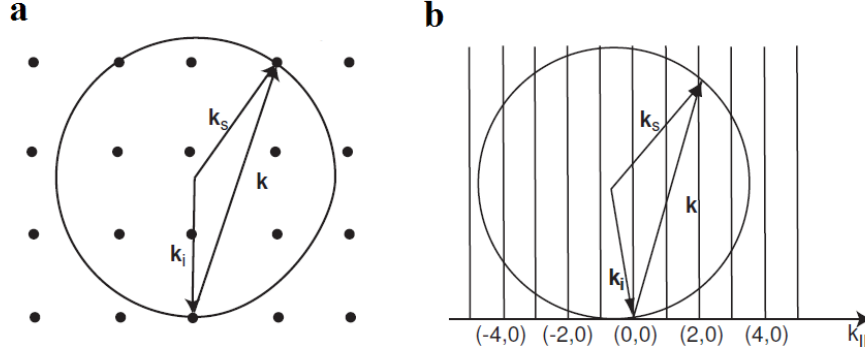 a
k_s
k
k_i
b
k_s
k
k_i
(-4,0) (-2,0) (0,0) (2,0) (4,0) k_||